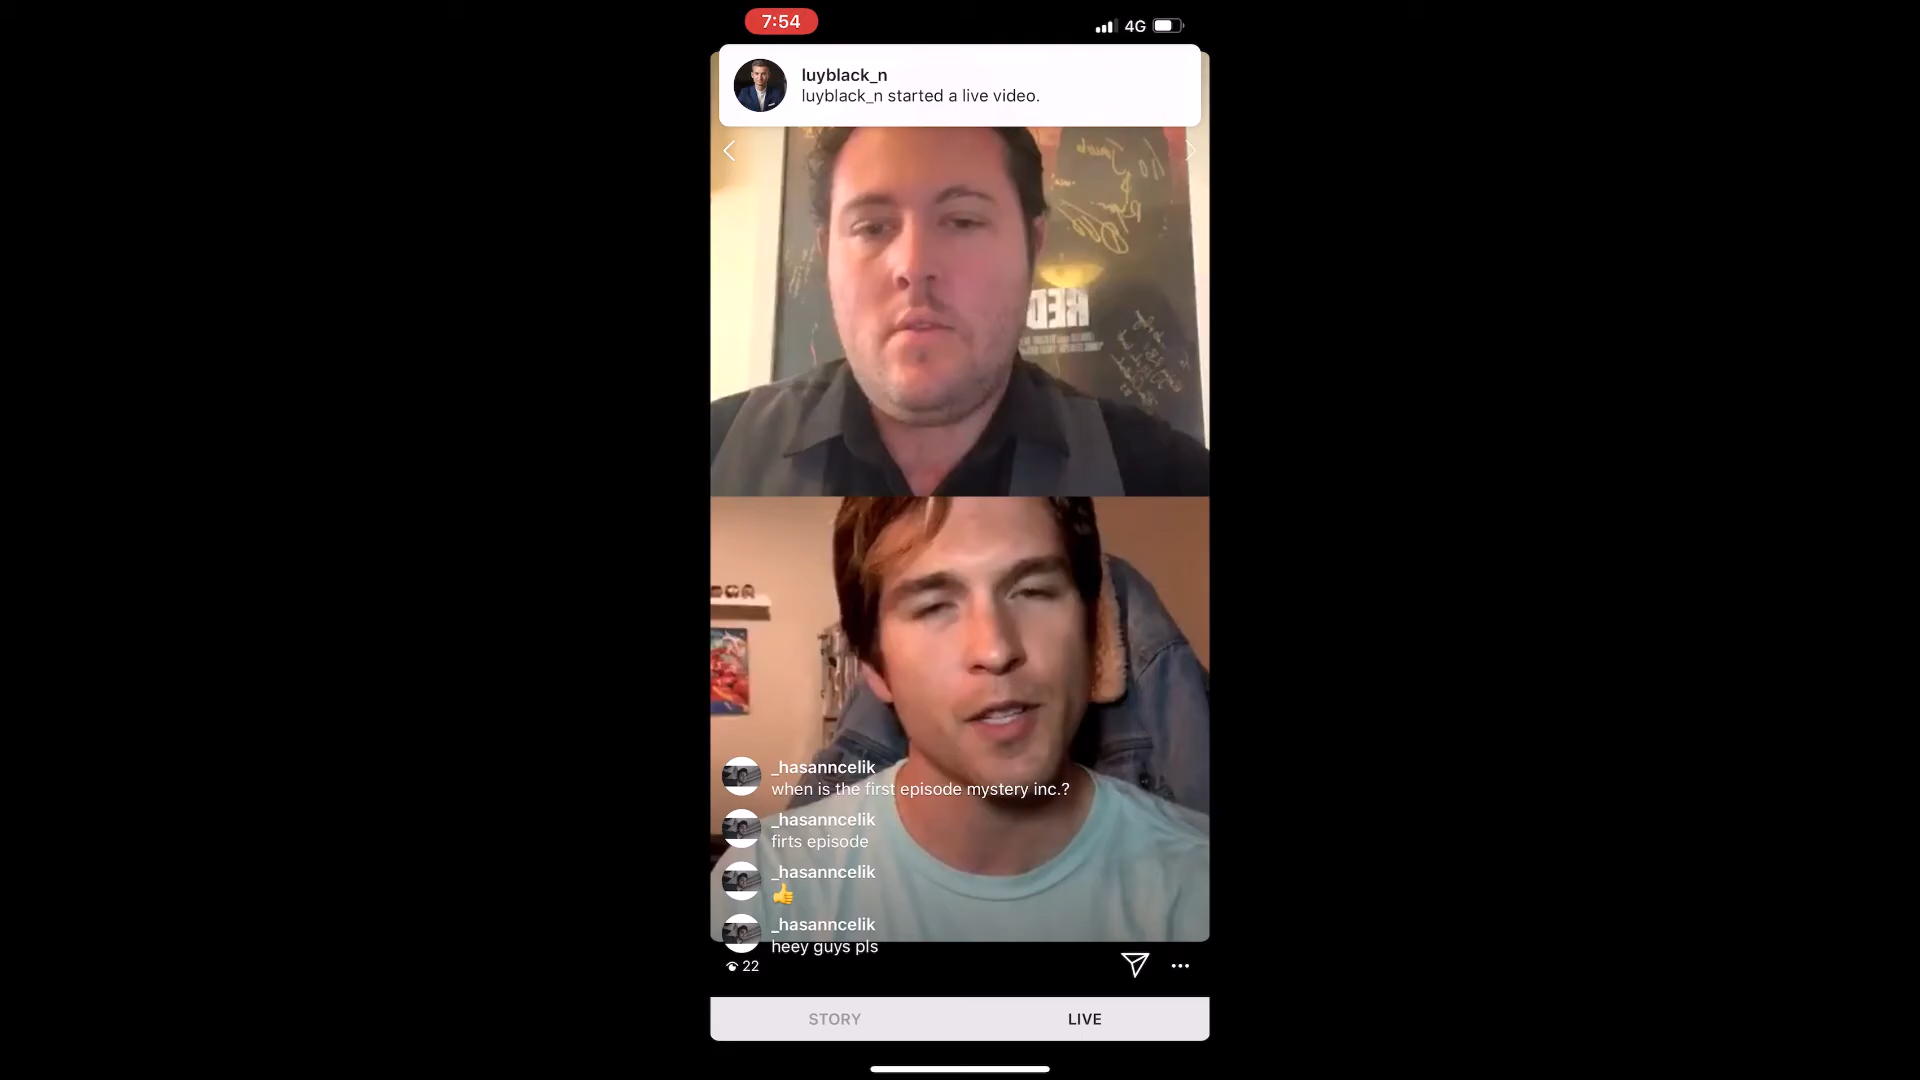 7:54
4G
luyblack_n
luyblack_n started a live video.
RED
_hasanncelik
when is the first episode mystery inc.?
_hasanncelik
firts episode
_hasanncelik
👍
_hasanncelik
heey guys pls
22
STORY
LIVE